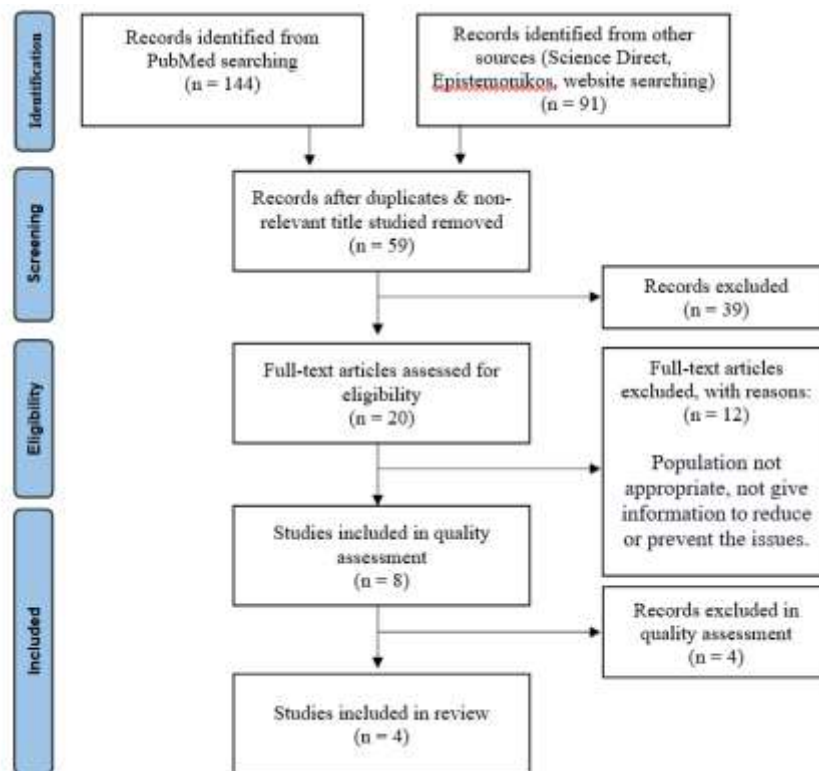 Identification
Records identified from
PubMed searching
(n = 144)
Records identified from other
sources (Science Direct,
Epistemonikos, website searching)
(n = 91)
Screening
Records after duplicates & non-
relevant title studied removed
(n = 59)
Records excluded
(n = 39)
Eligibility
Full-text articles assessed for
eligibility
(n = 20)
Full-text articles
excluded, with reasons:
(n = 12)
Population not
appropriate, not give
information to reduce
or prevent the issues.
Included
Studies included in quality
assessment
(n = 8)
Records excluded in
quality assessment
(n = 4)
Studies included in review
(n = 4)